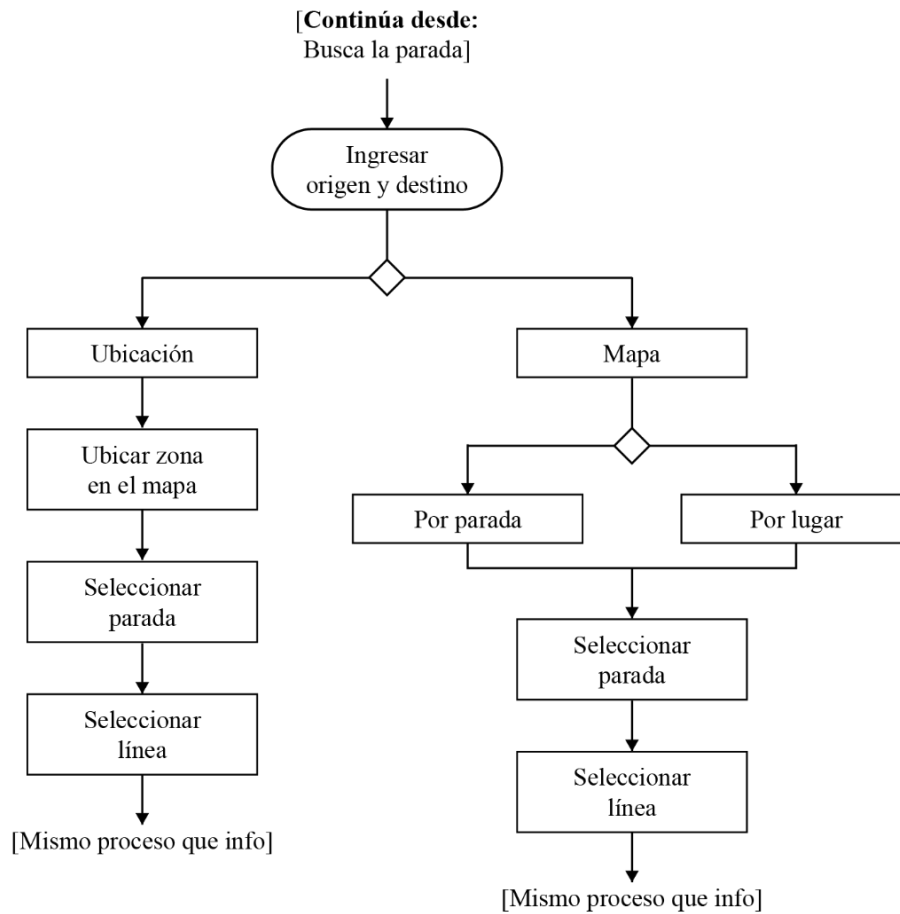 [Continúa desde:
Busca la parada]
Ingresar
origen y destino
Ubicación
Mapa
Ubicar zona
en el mapa
Por parada
Por lugar
Seleccionar
parada
Seleccionar
parada
Seleccionar
línea
Seleccionar
línea
[Mismo proceso que info]
[Mismo proceso que info]